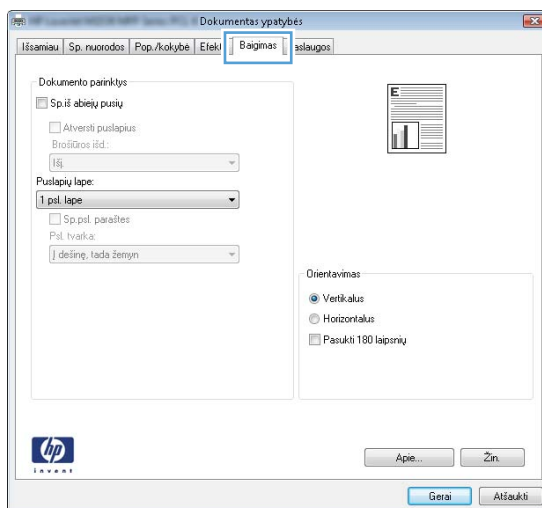 Dokumentas ypatybės
Išsamiau Sp. nuorodos Pop./kokybė Efekt Baigimas aslaugos
Dokumento parinktys
Sp.iš abiejų pusių
Atversti puslapius
Brošiūros išd.:
Išj.
Puslapių lape:
1 psl. lape
Sp.psl. paraštes
Psl. tvarka:
Į dešinę, tada žemyn
E
Orientavimas
Vertikalus
Horizontalus
Pasukti 180 laipsnių
hp
invent
Apie... Žin.
Gerai Atšaukti